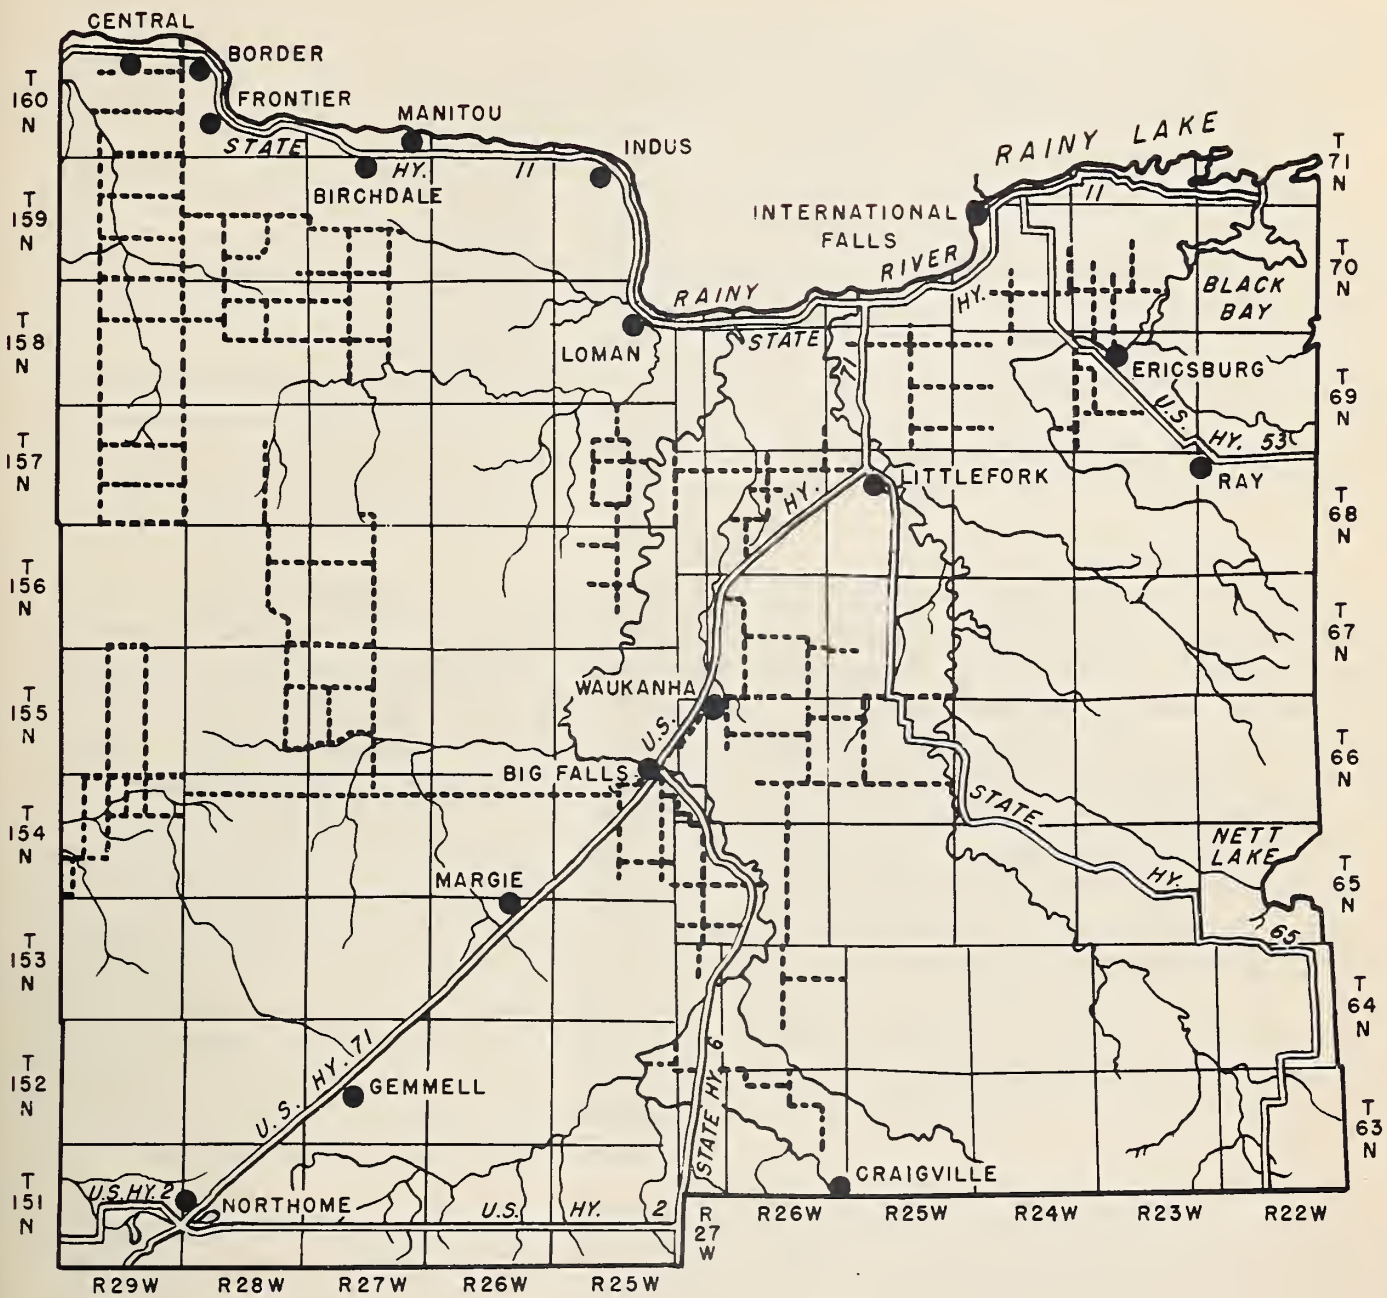 CENTRAL
BORDER
T
160
N
FRONTIER
MANITOU
STATE HY. 11
INDUS
BIRCHDALE
RAINY LAKE
T
71
N
11
T
159
N
INTERNATIONAL
FALLS
RAINY RIVER
T
70
N
BLACK
BAY
HY.
STATE
T
158
N
LOMAN
71
ERICSBURG
T
69
N
U.S. HY. 53
T
157
N
LITTLEFORK
RAY
HY.
T
68
N
T
156
N
T
67
N
WAUKANHA
T
155
N
U.S.
BIG FALLS
T
66
N
STATE
HY.
65
T
154
N
NETT
LAKE
MARGIE
T
65
N
T
153
N
T
64
N
U.S. HY. 71
GEMMELL
T
152
N
STATE HY. 6
T
63
N
CRAIGVILLE
T
151
N
U.S. HY. 2
NORTHOME
U.S. HY. 2
R
27
W
R26W R25W R24W R23W R22W
R29W R28W R27W R26W R25W